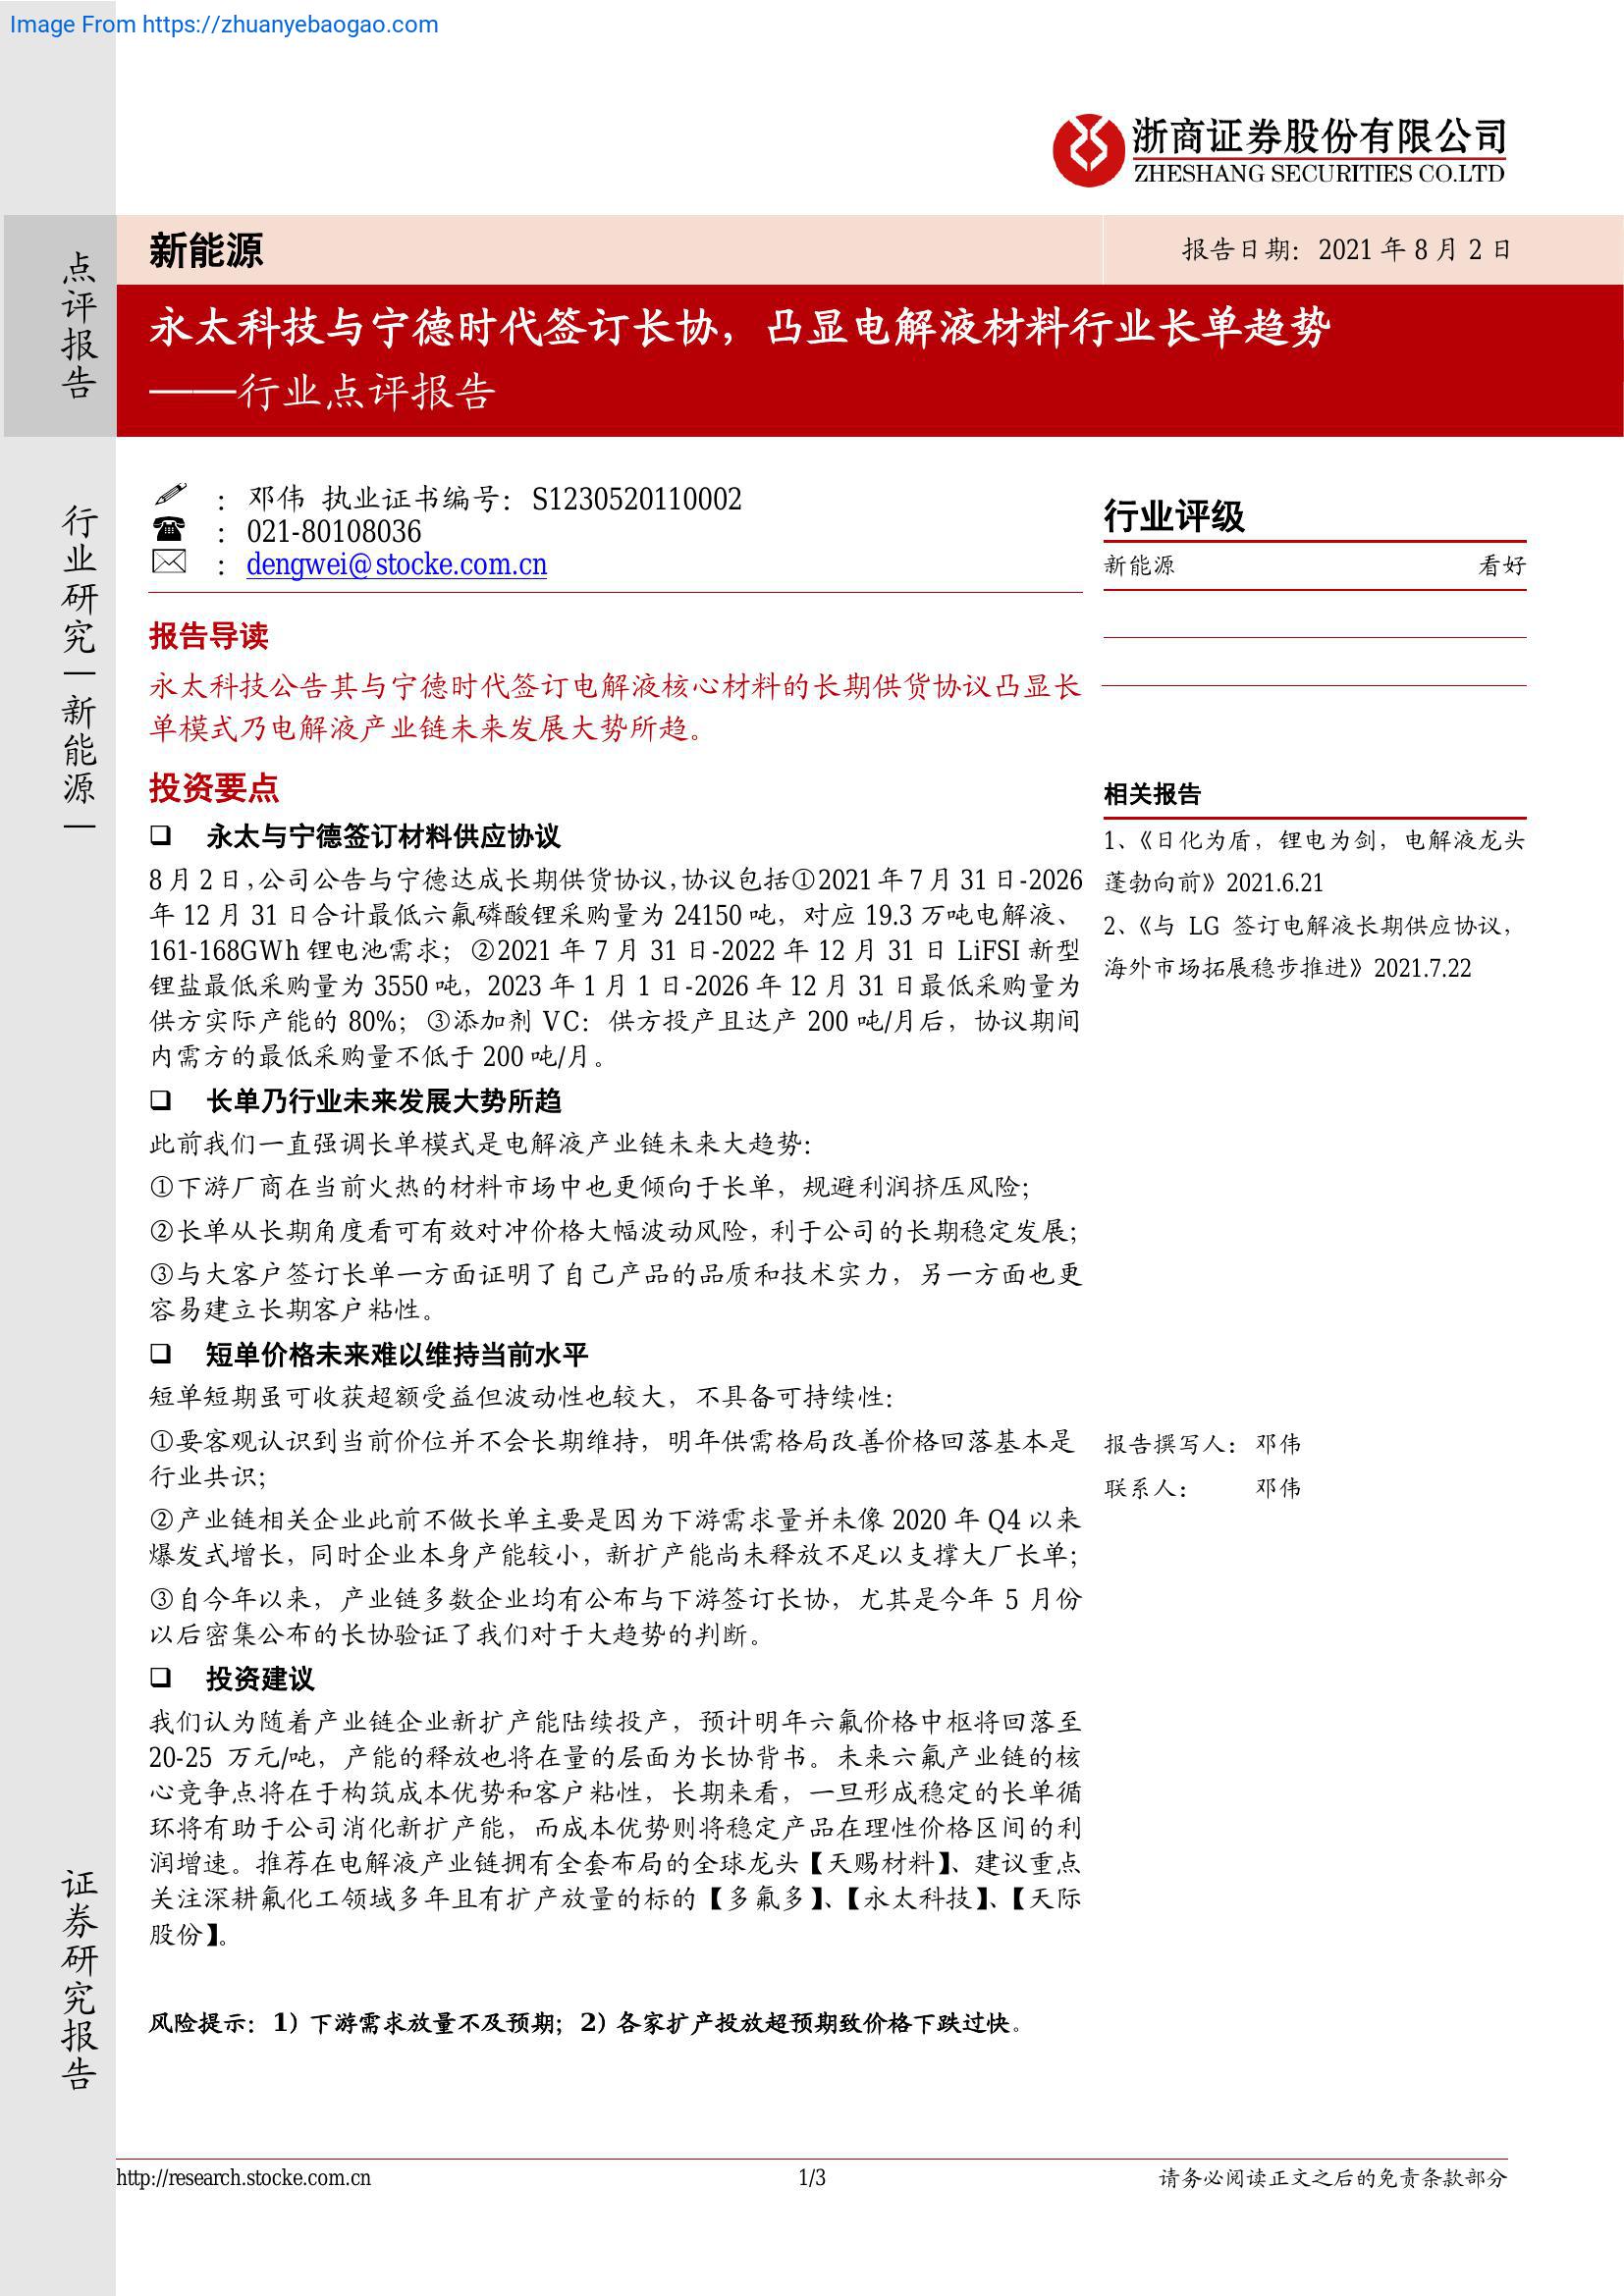 Image From https://zhuanyebaogao.com
浙商证券股份有限公司
ZHESHANG SECURITIES CO.LTD
点评报告
新能源
报告日期：2021 年 8 月 2 日
永太科技与宁德时代签订长协，凸显电解液材料行业长单趋势
——行业点评报告
行业研究｜新能源｜
：邓伟 执业证书编号：S1230520110002
：021-80108036
：dengwei@stocke.com.cn
行业评级
新能源 看好
报告导读
永太科技公告其与宁德时代签订电解液核心材料的长期供货协议凸显长
单模式乃电解液产业链未来发展大势所趋。
投资要点
❑ 永太与宁德签订材料供应协议
8 月 2 日，公司公告与宁德达成长期供货协议，协议包括①2021 年 7 月 31 日-2026
年 12 月 31 日合计最低六氟磷酸锂采购量为 24150 吨，对应 19.3 万吨电解液、
161-168GWh 锂电池需求；②2021 年 7 月 31 日-2022 年 12 月 31 日 LiFSI 新型
锂盐最低采购量为 3550 吨，2023 年 1 月 1 日-2026 年 12 月 31 日最低采购量为
供方实际产能的 80%；③添加剂 VC：供方投产且达产 200 吨/月后，协议期间
内需方的最低采购量不低于 200 吨/月。
❑ 长单乃行业未来发展大势所趋
此前我们一直强调长单模式是电解液产业链未来大趋势：
①下游厂商在当前火热的材料市场中也更倾向于长单，规避利润挤压风险；
②长单从长期角度看可有效对冲价格大幅波动风险，利于公司的长期稳定发展；
③与大客户签订长单一方面证明了自己产品的品质和技术实力，另一方面也更
容易建立长期客户粘性。
❑ 短单价格未来难以维持当前水平
短单短期虽可收获超额受益但波动性也较大，不具备可持续性：
①要客观认识到当前价位并不会长期维持，明年供需格局改善价格回落基本是
行业共识；
②产业链相关企业此前不做长单主要是因为下游需求量并未像 2020 年 Q4 以来
爆发式增长，同时企业本身产能较小，新扩产能尚未释放不足以支撑大厂长单；
③自今年以来，产业链多数企业均有公布与下游签订长协，尤其是今年 5 月份
以后密集公布的长协验证了我们对于大趋势的判断。
❑ 投资建议
我们认为随着产业链企业新扩产能陆续投产，预计明年六氟价格中枢将回落至
20-25 万元/吨，产能的释放也将在量的层面为长协背书。未来六氟产业链的核
心竞争点将在于构筑成本优势和客户粘性，长期来看，一旦形成稳定的长单循
环将有助于公司消化新扩产能，而成本优势则将稳定产品在理性价格区间的利
润增速。推荐在电解液产业链拥有全套布局的全球龙头【天赐材料】、建议重点
关注深耕氟化工领域多年且有扩产放量的标的【多氟多】、【永太科技】、【天际
股份】。
风险提示：1）下游需求放量不及预期；2）各家扩产投放超预期致价格下跌过快。
相关报告
1、《日化为盾，锂电为剑，电解液龙头
蓬勃向前》2021.6.21
2、《与 LG 签订电解液长期供应协议，
海外市场拓展稳步推进》2021.7.22
报告撰写人：邓伟
联系人： 邓伟
证券研究报告
http://research.stocke.com.cn
1/3
请务必阅读正文之后的免责条款部分